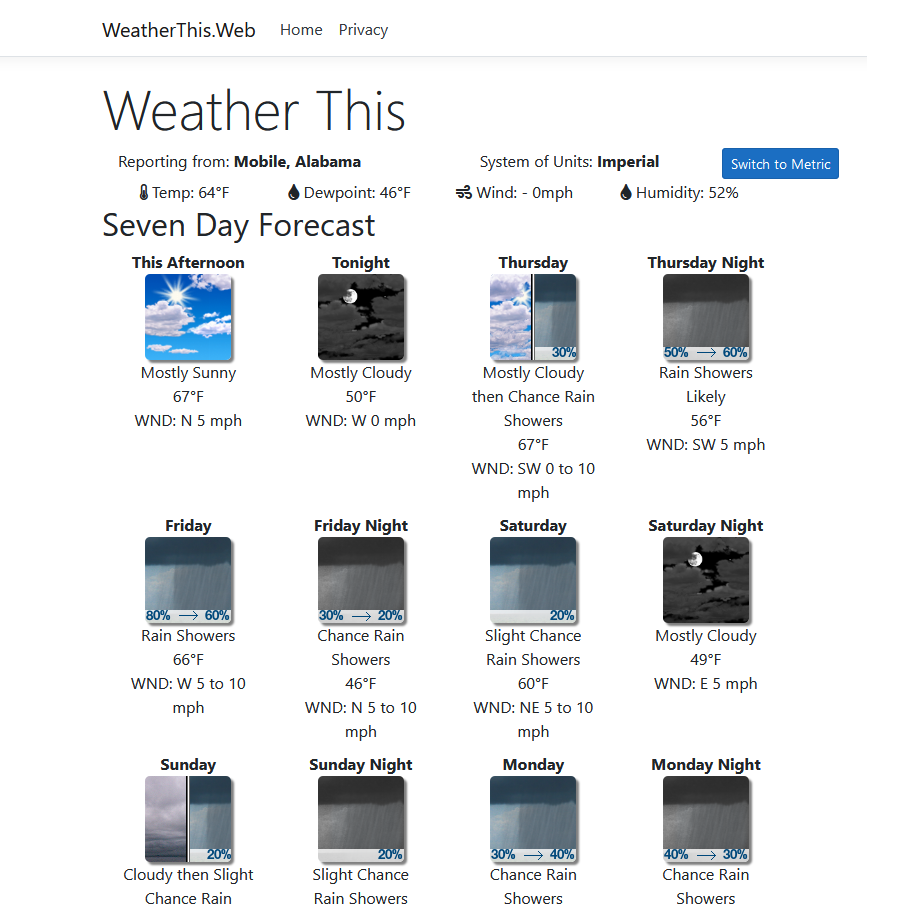 WeatherThis.Web Home Privacy
Weather This
Reporting from: Mobile, Alabama System of Units: Imperial Switch to Metric
Temp: 64°F Dewpoint: 46°F Wind: - 0mph Humidity: 52%
Seven Day Forecast
This Afternoon Tonight Thursday Thursday Night
30% 50% → 60%
Mostly Sunny Mostly Cloudy Mostly Cloudy Rain Showers
67°F 50°F then Chance Rain Likely
WND: N 5 mph WND: W 0 mph Showers 56°F
67°F WND: SW 5 mph
WND: SW 0 to 10
mph
Friday Friday Night Saturday Saturday Night
80% → 60% 30% → 20% 20%
Rain Showers Chance Rain Slight Chance Mostly Cloudy
66°F Showers Rain Showers 49°F
WND: W 5 to 10 46°F 60°F WND: E 5 mph
mph WND: N 5 to 10 WND: NE 5 to 10
mph mph
Sunday Sunday Night Monday Monday Night
20% 20% 30% → 40% 40% → 30%
Cloudy then Slight Slight Chance Chance Rain Chance Rain
Chance Rain Rain Showers Showers Showers